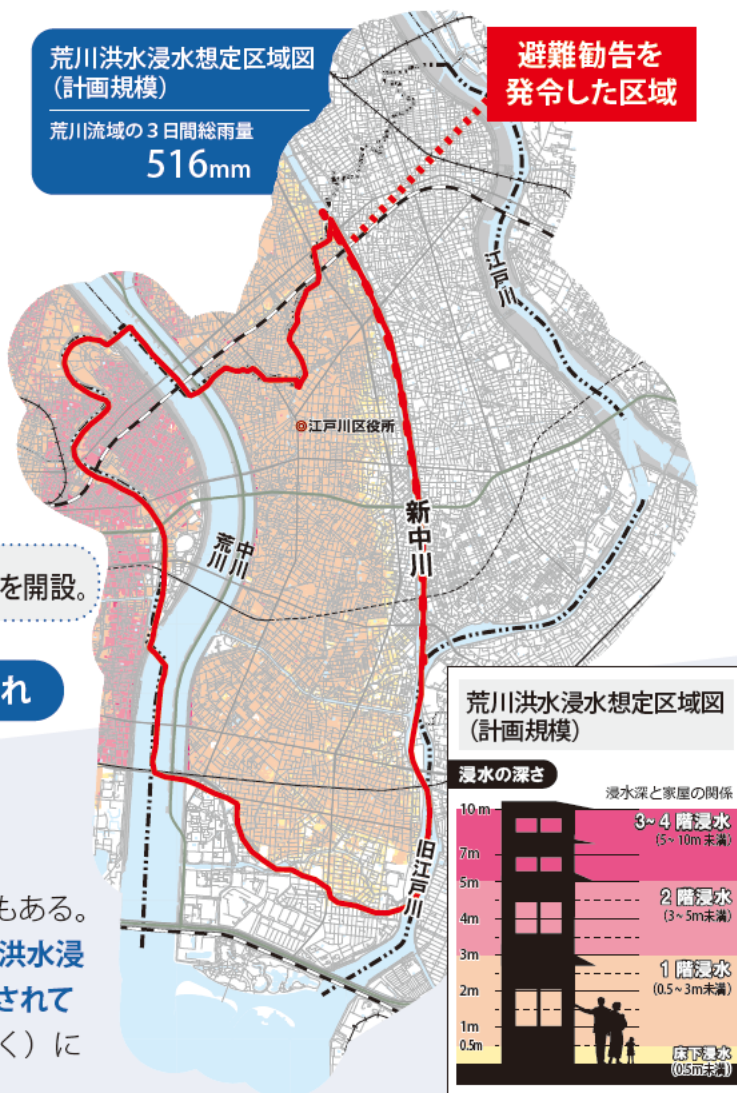 荒川洪水浸水想定区域図
（計画規模）
荒川流域の3日間総雨量
516mm
避難勧告を
発令した区域
江戸川
江戸川区役所
新中川
中川
荒川
旧江戸川
を開設。
れ
もある。
洪水浸
されて
く）に
荒川洪水浸水想定区域図
（計画規模）
浸水の深さ
浸水深と家屋の関係
10m
3~4階浸水
(5~10m未満)
7m
5m
2階浸水
(3~5m未満)
4m
3m
1階浸水
(0.5~3m未満)
2m
1m
0.5m
床下浸水
(0.5m未満)